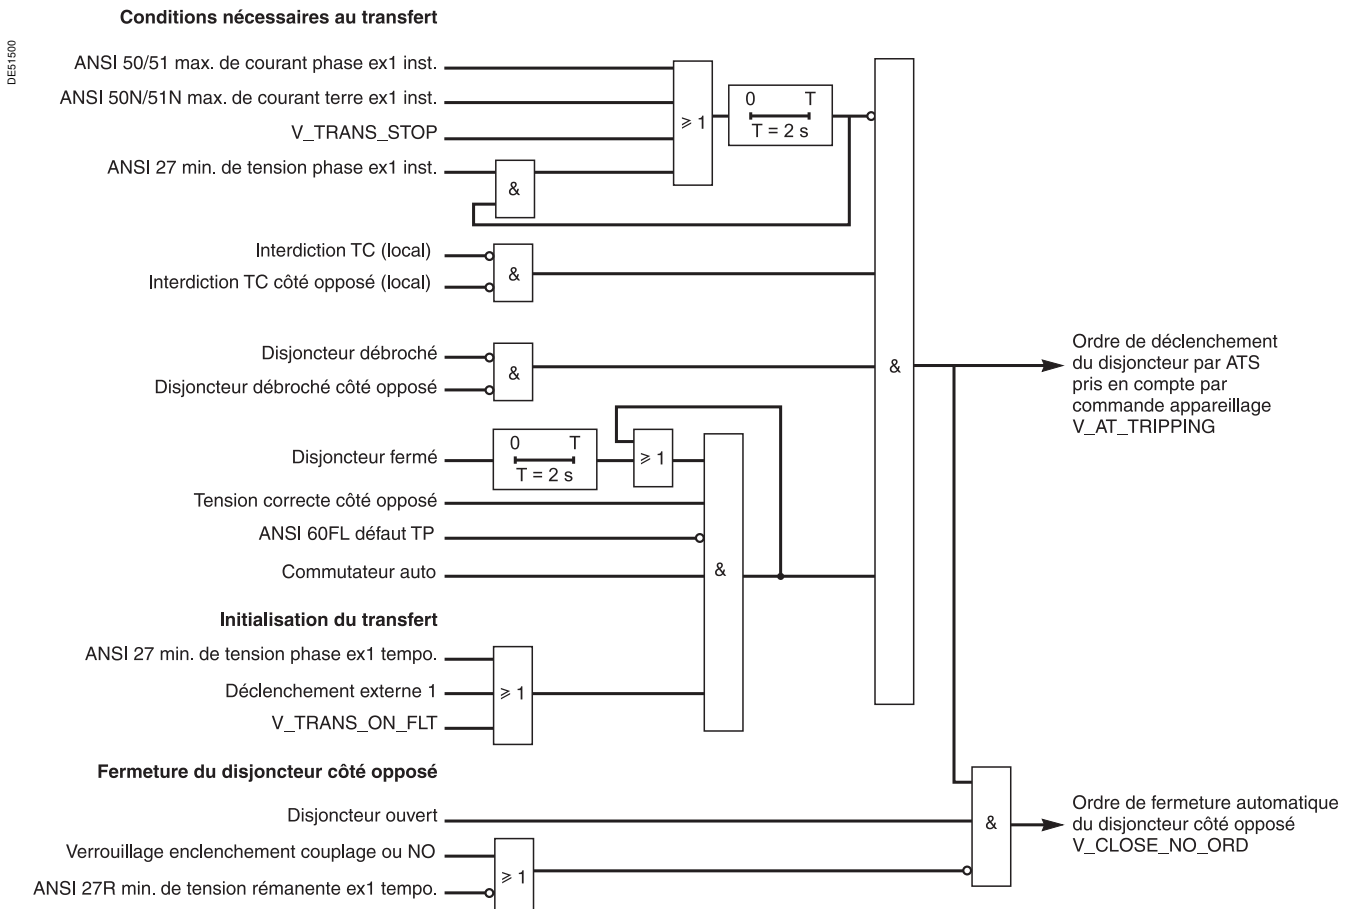 Conditions nécessaires au transfert
DE51500
ANSI 50/51 max. de courant phase ex1 inst.
ANSI 50N/51N max. de courant terre ex1 inst.
V_TRANS_STOP
ANSI 27 min. de tension phase ex1 inst.
&
⩾ 1
0 T
T = 2 s
Interdiction TC (local)
Interdiction TC côté opposé (local)
&
Disjoncteur débroché
Disjoncteur débroché côté opposé
&
&
Ordre de déclenchement
du disjoncteur par ATS
pris en compte par
commande appareillage
V_AT_TRIPPING
Disjoncteur fermé
0 T
T = 2 s
⩾ 1
Tension correcte côté opposé
ANSI 60FL défaut TP
Commutateur auto
&
Initialisation du transfert
ANSI 27 min. de tension phase ex1 tempo.
Déclenchement externe 1
V_TRANS_ON_FLT
⩾ 1
Fermeture du disjoncteur côté opposé
Disjoncteur ouvert
Verrouillage enclenchement couplage ou NO
ANSI 27R min. de tension rémanente ex1 tempo.
⩾ 1
&
Ordre de fermeture automatique
du disjoncteur côté opposé
V_CLOSE_NO_ORD